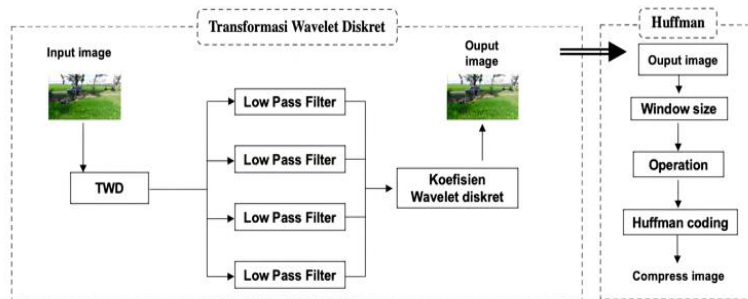 Transformasi Wavelet Diskret
Input image
Ouput
image
TWD
Low Pass Filter
Low Pass Filter
Low Pass Filter
Low Pass Filter
Koefisien
Wavelet diskret
Huffman
Ouput image
Window size
Operation
Huffman coding
Compress image